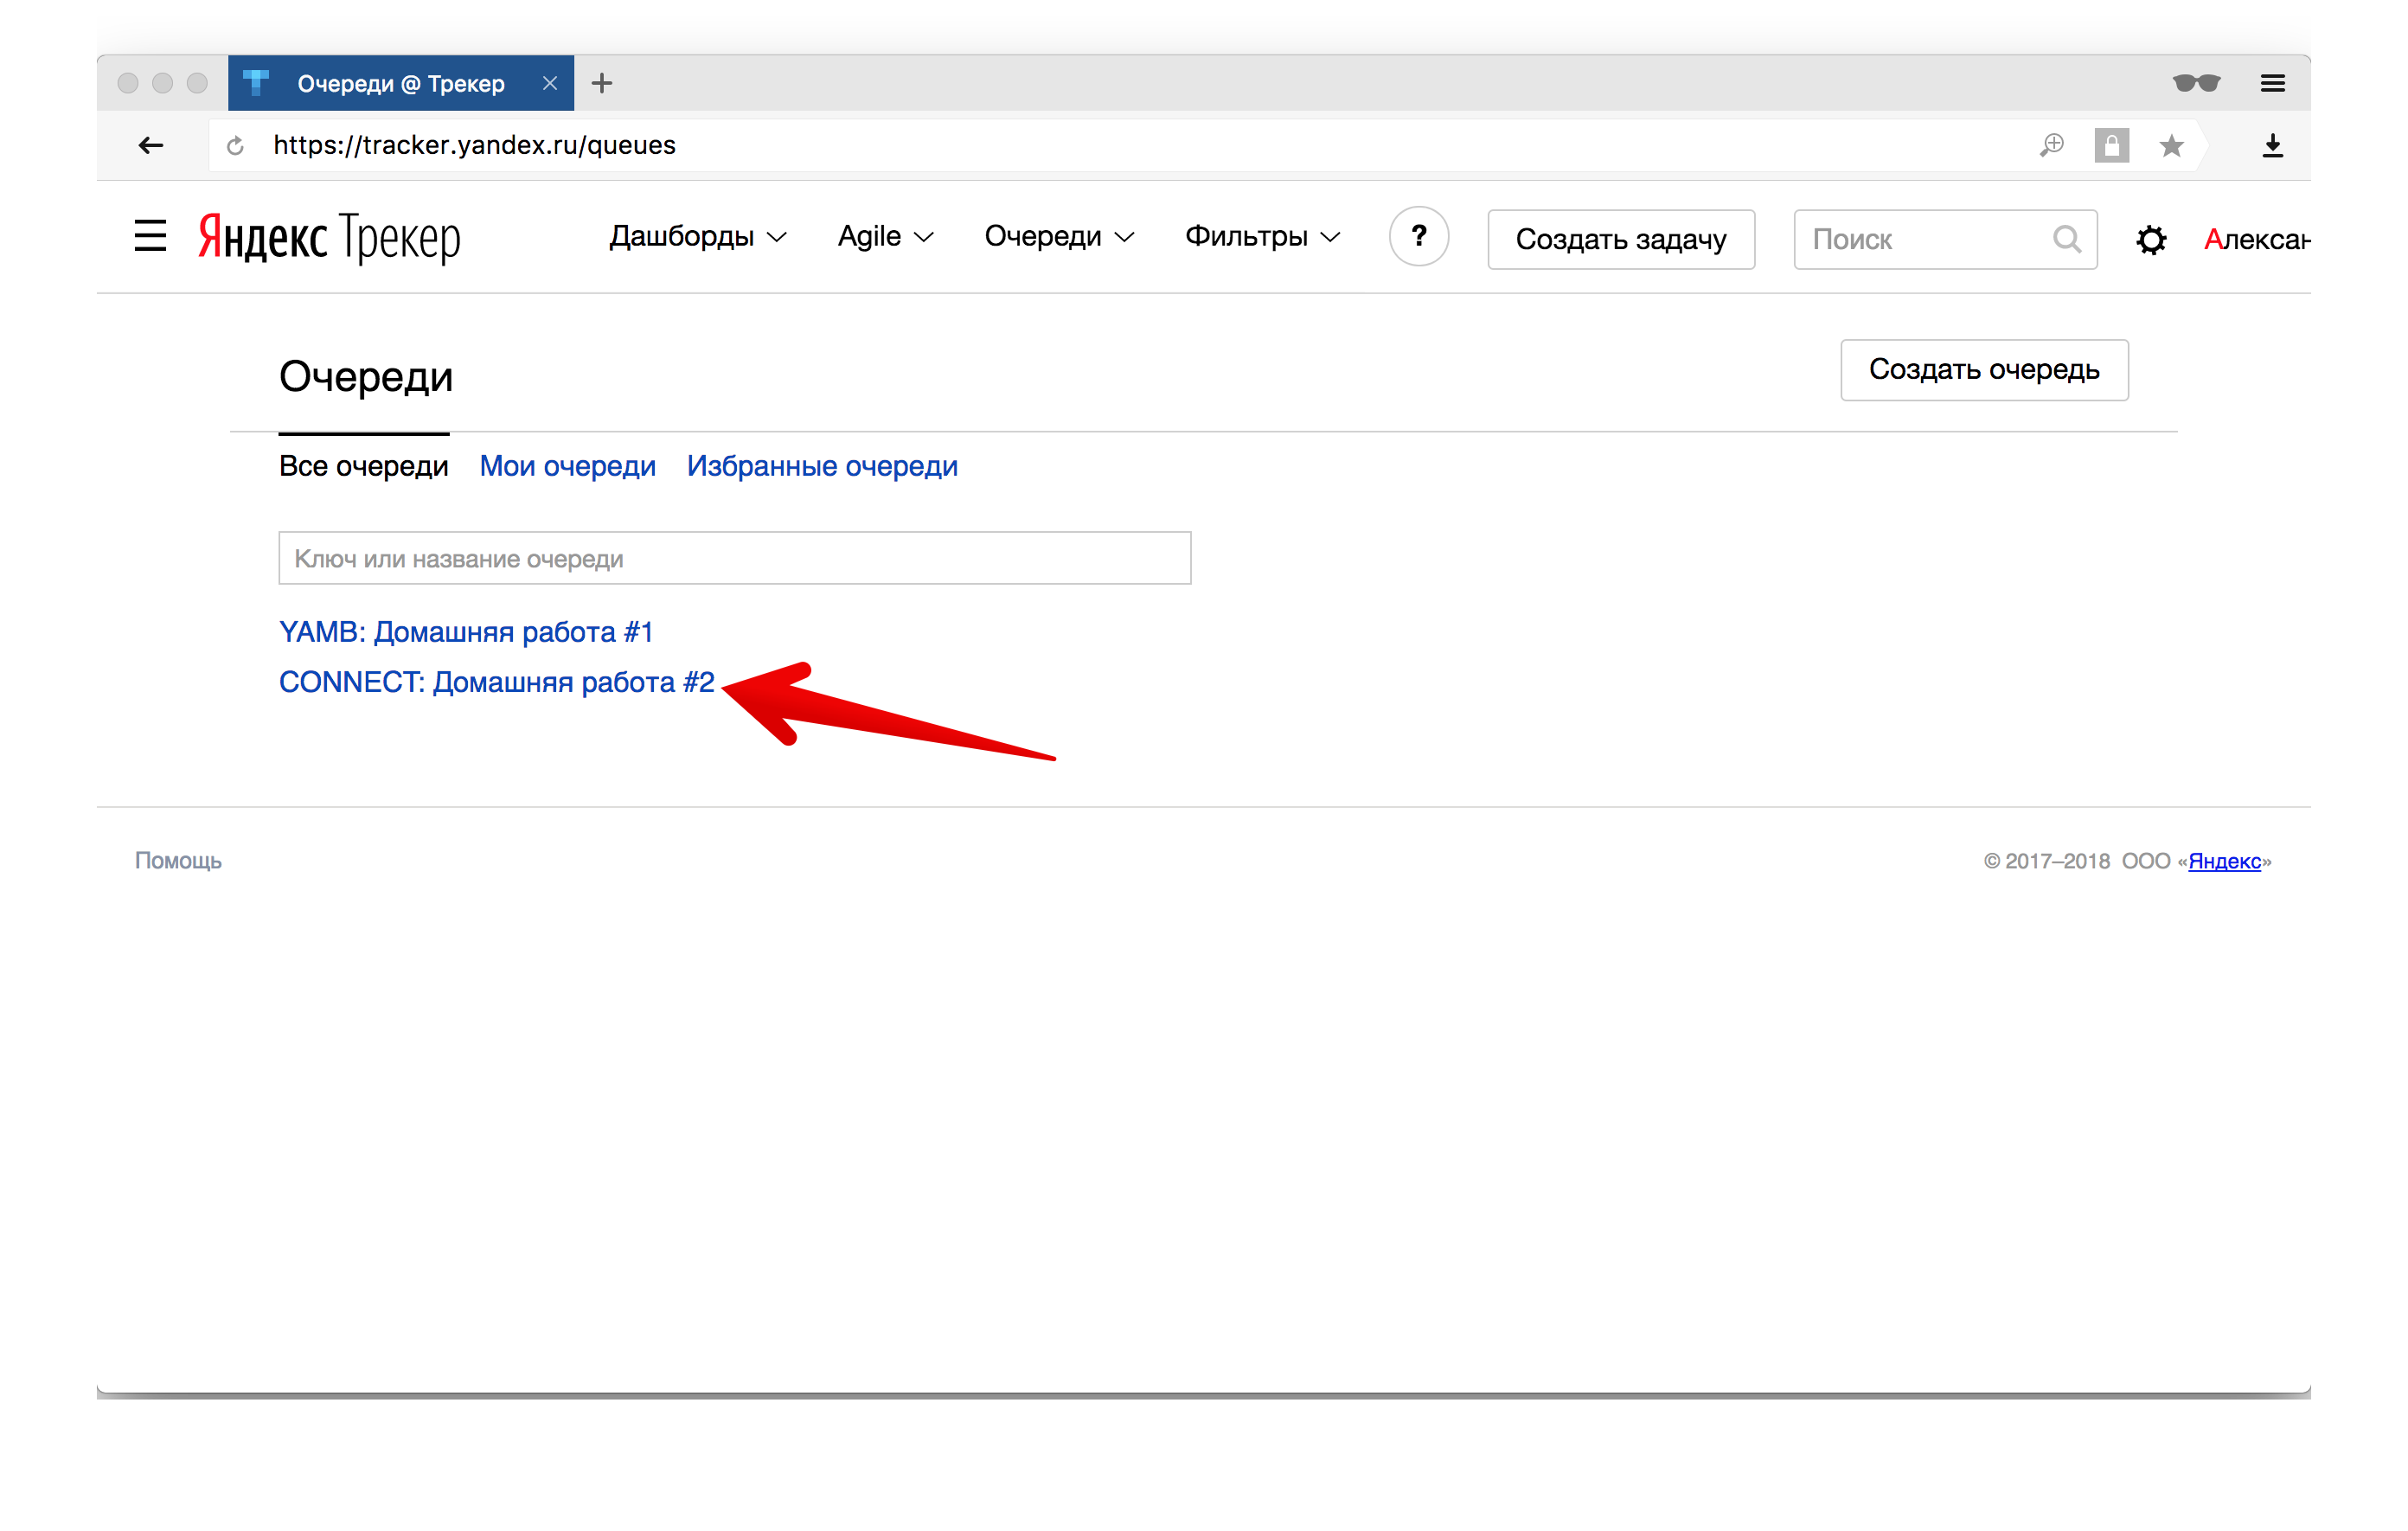 Очереди @ Трекер
https://tracker.yandex.ru/queues
Яндекс Трекер Дашборды Agile Очереди Фильтры ? Создать задачу Поиск Алексан
Очереди Создать очередь
Все очереди Мои очереди Избранные очереди
Ключ или название очереди
YAMB: Домашняя работа #1
CONNECT: Домашняя работа #2
Помощь © 2017–2018 ООО «Яндекс»